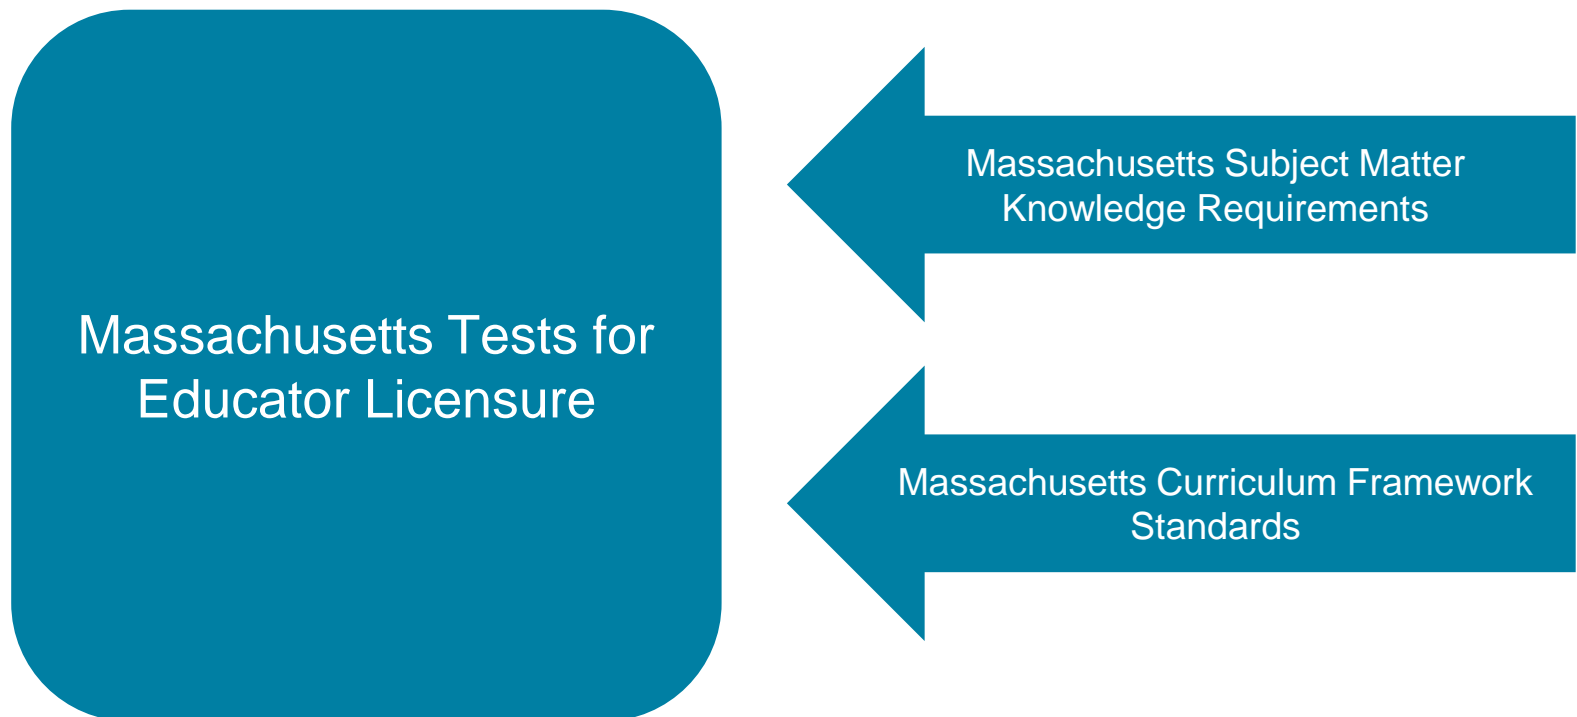 Massachusetts Tests for
Educator Licensure
Massachusetts Subject Matter
Knowledge Requirements
Massachusetts Curriculum Framework
Standards